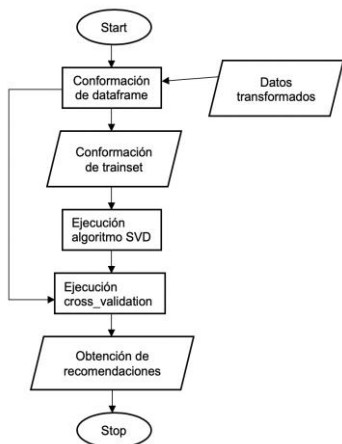 Start
Conformación
de dataframe
Datos
transformados
Conformación
de trainset
Ejecución
algoritmo SVD
Ejecución
cross_validation
Obtención de
recomendaciones
Stop